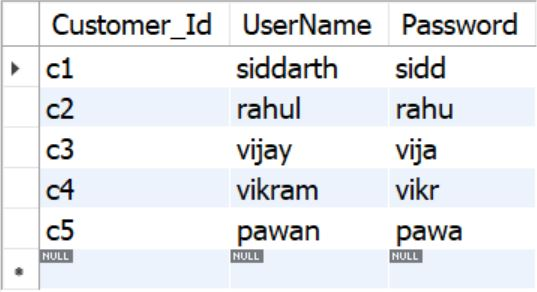 Customer_Id UserName Password
c1 siddarth sidd
c2 rahul rahu
c3 vijay vija
c4 vikram vikr
c5 pawan pawa
NULL NULL NULL